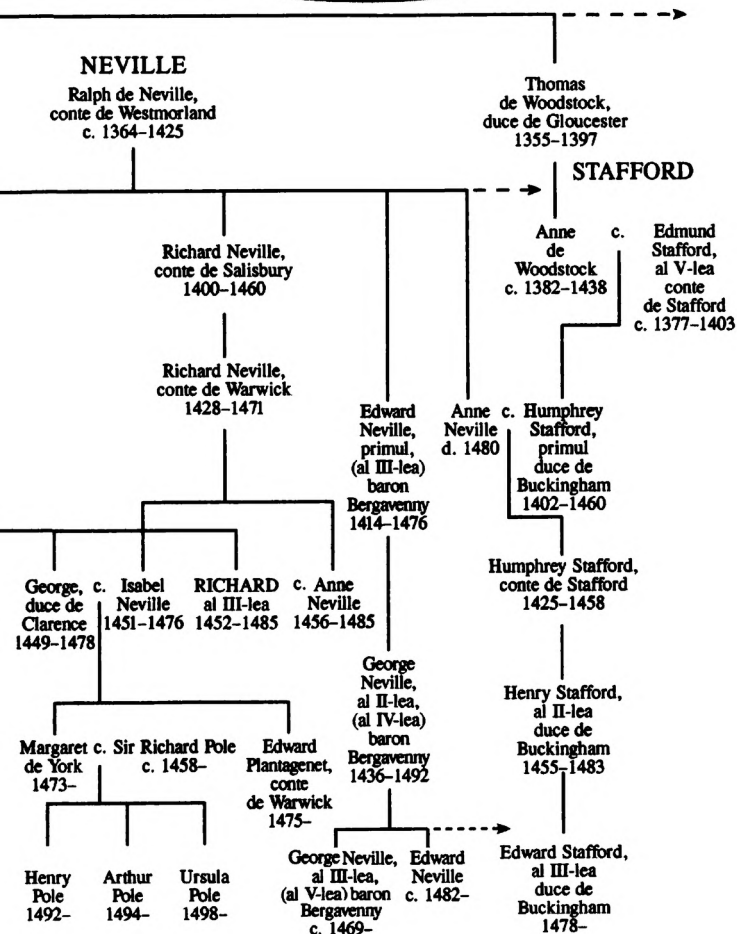 NEVILLE
Ralph de Neville,
conte de Westmorland
c. 1364–1425
Thomas
de Woodstock,
duce de Gloucester
1355–1397
STAFFORD
Richard Neville,
conte de Salisbury
1400–1460
Anne
de
Woodstock
c. 1382–1438
c.
Edmund
Stafford,
al V-lea
conte
de Stafford
c. 1377–1403
Richard Neville,
conte de Warwick
1428–1471
Edward
Neville,
primul,
(al III-lea)
baron
Bergavenny
1414–1476
Anne
Neville
d. 1480
c.
Humphrey
Stafford,
primul
duce de
Buckingham
1402–1460
George,
duce de
Clarence
1449–1478
c.
Isabel
Neville
1451–1476
RICHARD
al III-lea
1452–1485
c. Anne
Neville
1456–1485
Humphrey Stafford,
conte de Stafford
1425–1458
George
Neville,
al II-lea,
(al IV-lea)
baron
Bergavenny
1436–1492
Henry Stafford,
al II-lea
duce de
Buckingham
1455–1483
Margaret
de York
1473–
c. Sir Richard Pole
c. 1458–
Edward
Plantagenet,
conte
de Warwick
1475–
Henry
Pole
1492–
Arthur
Pole
1494–
Ursula
Pole
1498–
George Neville,
al III-lea,
(al V-lea) baron
Bergavenny
c. 1469–
Edward
Neville
c. 1482–
Edward Stafford,
al III-lea
duce de
Buckingham
1478–